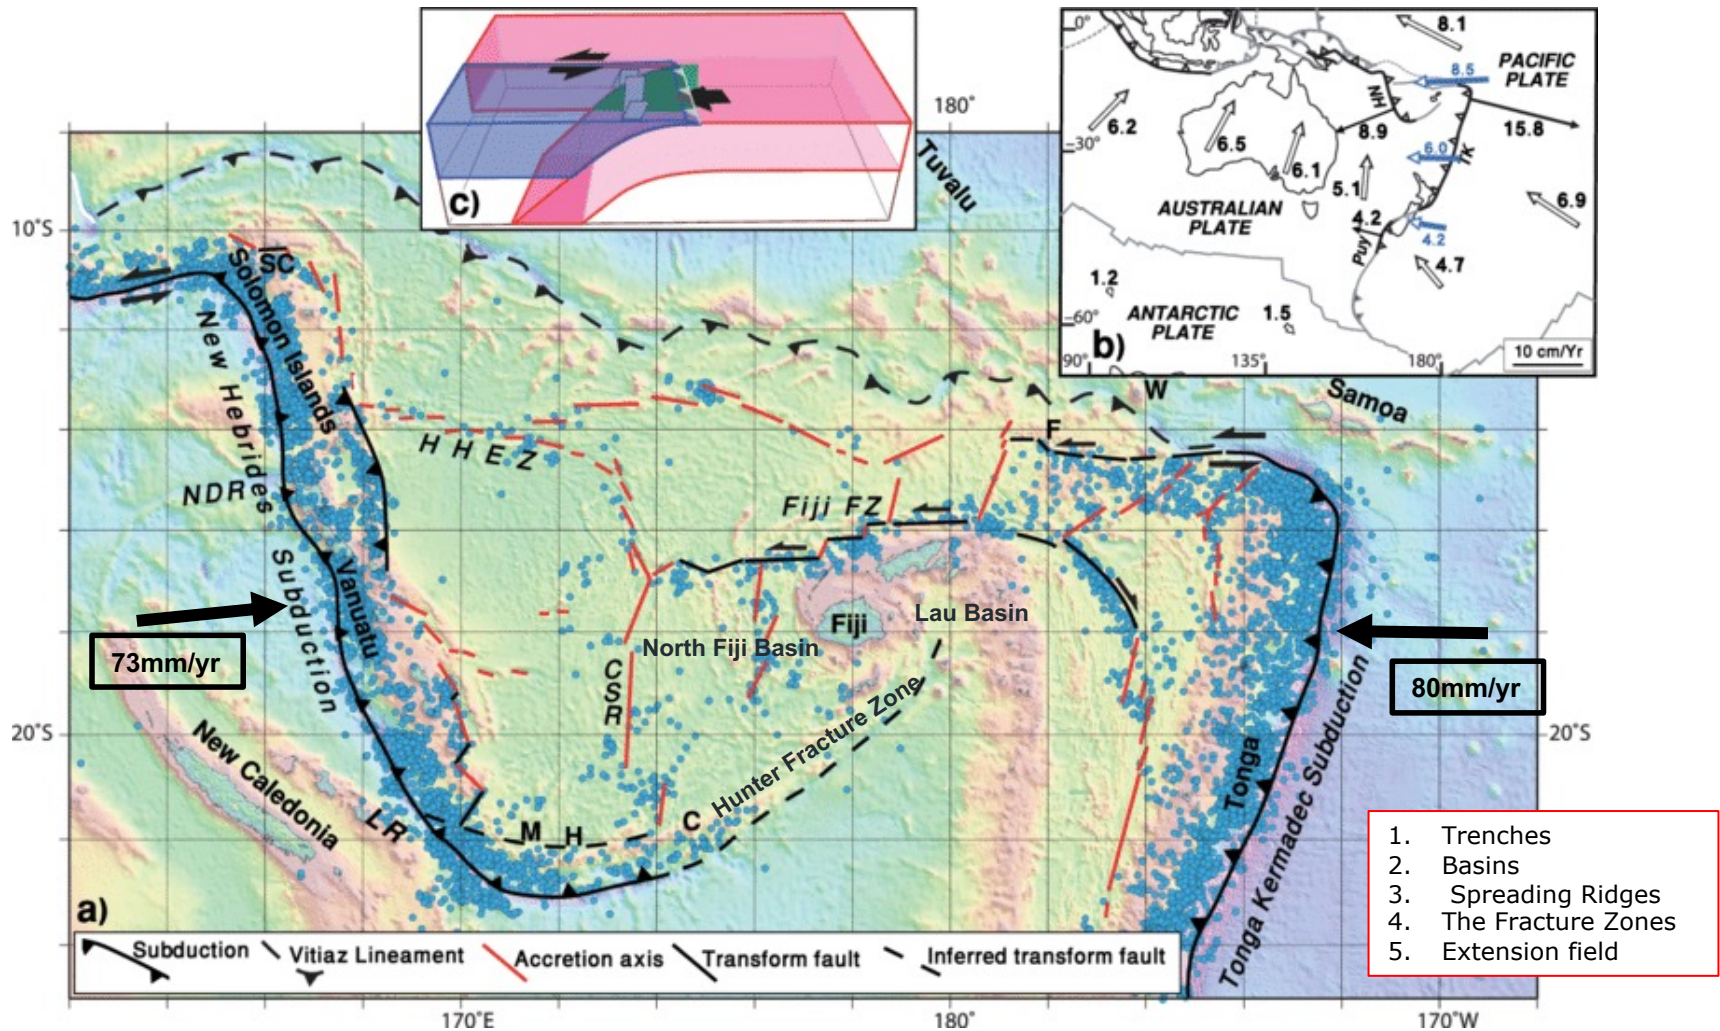 c)
180°
Tuvalu
0°
30°
60°
90°
135°
180°
8.1
PACIFIC
PLATE
8.5
NH
6.2
6.5
8.9
15.8
6.0
TK
6.1
5.1
6.9
AUSTRALIAN
PLATE
4.2
4.2
Puy
4.7
1.2
ANTARCTIC
PLATE
1.5
b)
10 cm/Yr
10°S
SC
Solomon Islands
New Hebrides
Subduction
NDR
Vanuatu
H H E Z
W
Samoa
F
Fiji FZ
Lau Basin
Fiji
North Fiji Basin
73mm/yr
80mm/yr
CSR
20°S
20°S
New Caledonia
LR
M
H
C
Hunter Fracture Zone
Tonga
Tonga Kermadec Subduction
1. Trenches
2. Basins
3. Spreading Ridges
4. The Fracture Zones
5. Extension field
a)
Subduction
Vitiaz Lineament
Accretion axis
Transform fault
Inferred transform fault
170°E
180°
170°W